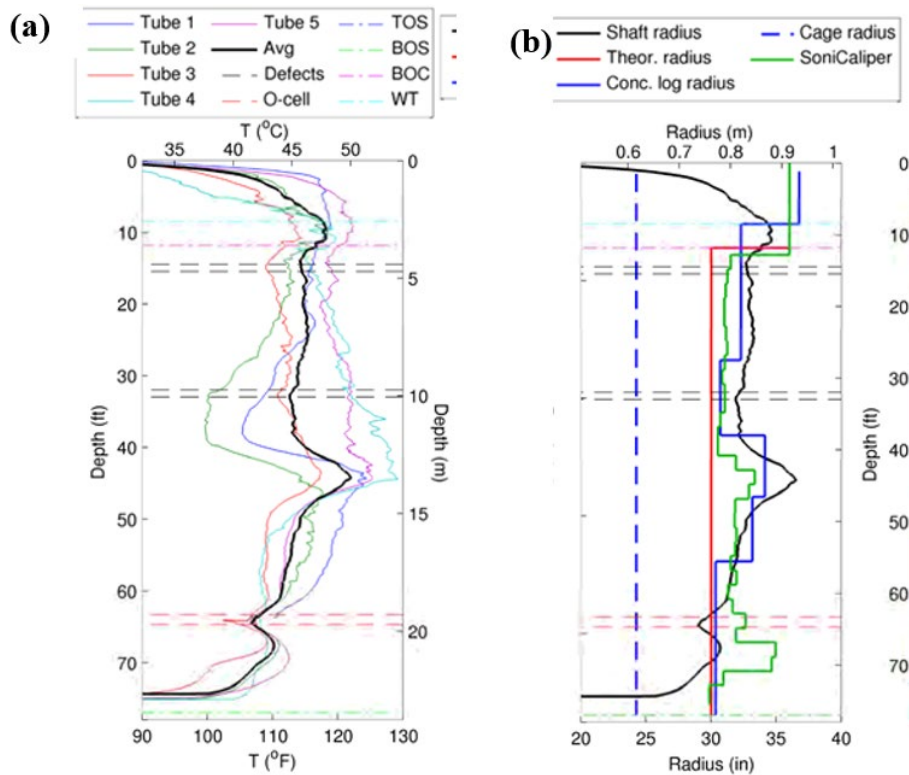 (a)
Tube 1 Tube 5 TOS
Tube 2 Avg BOS
Tube 3 Defects BOC
Tube 4 O-cell WT
T (°C)
35 40 45 50
0 0
10
5
20
30
10
Depth (ft) Depth (m)
40
50
15
60
20
70
90 100 110 120 130
T (°F)
(b)
Shaft radius Cage radius
Theor. radius SoniCaliper
Conc. log radius
Radius (m)
0.6 0.7 0.8 0.9 1
0
10
20
30
Depth (ft)
40
50
60
70
20 25 30 35 40
Radius (in)